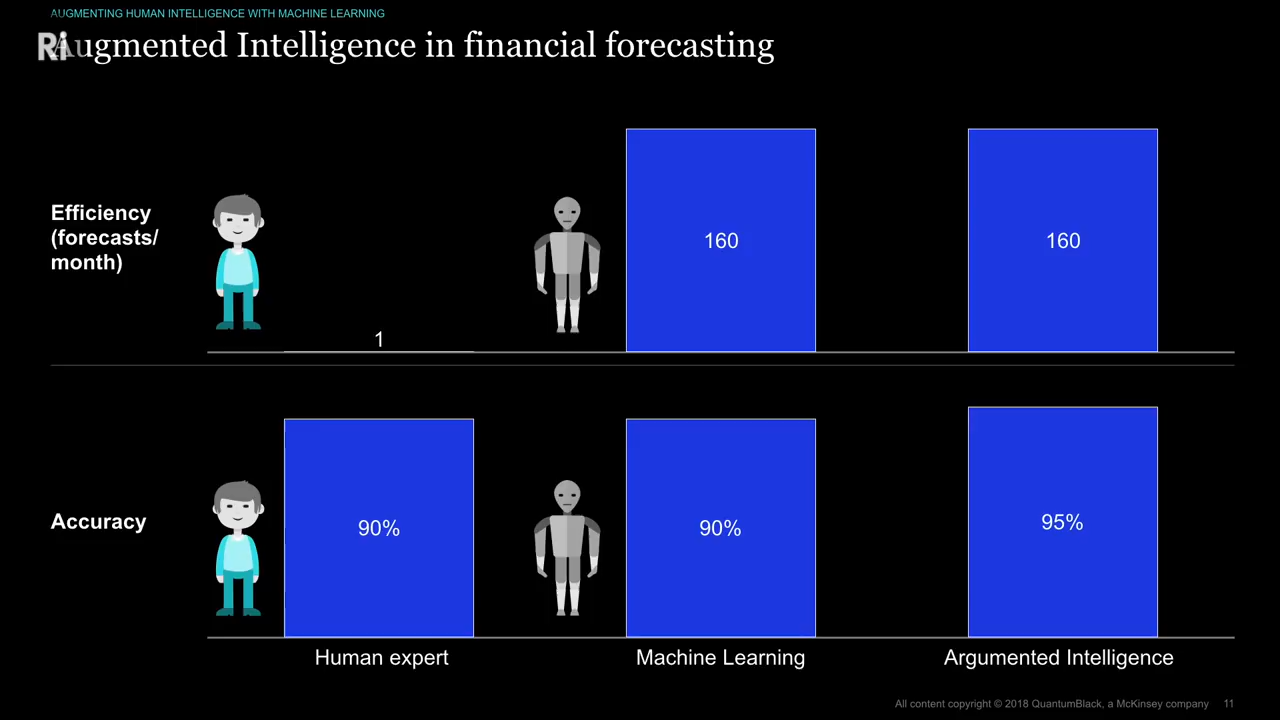 AUGMENTING HUMAN INTELLIGENCE WITH MACHINE LEARNING
Ri
Augmented Intelligence in financial forecasting
Efficiency
(forecasts/
month)
1
160
160
Accuracy
90%
90%
95%
Human expert
Machine Learning
Argumented Intelligence
All content copyright © 2018 QuantumBlack, a McKinsey company 11